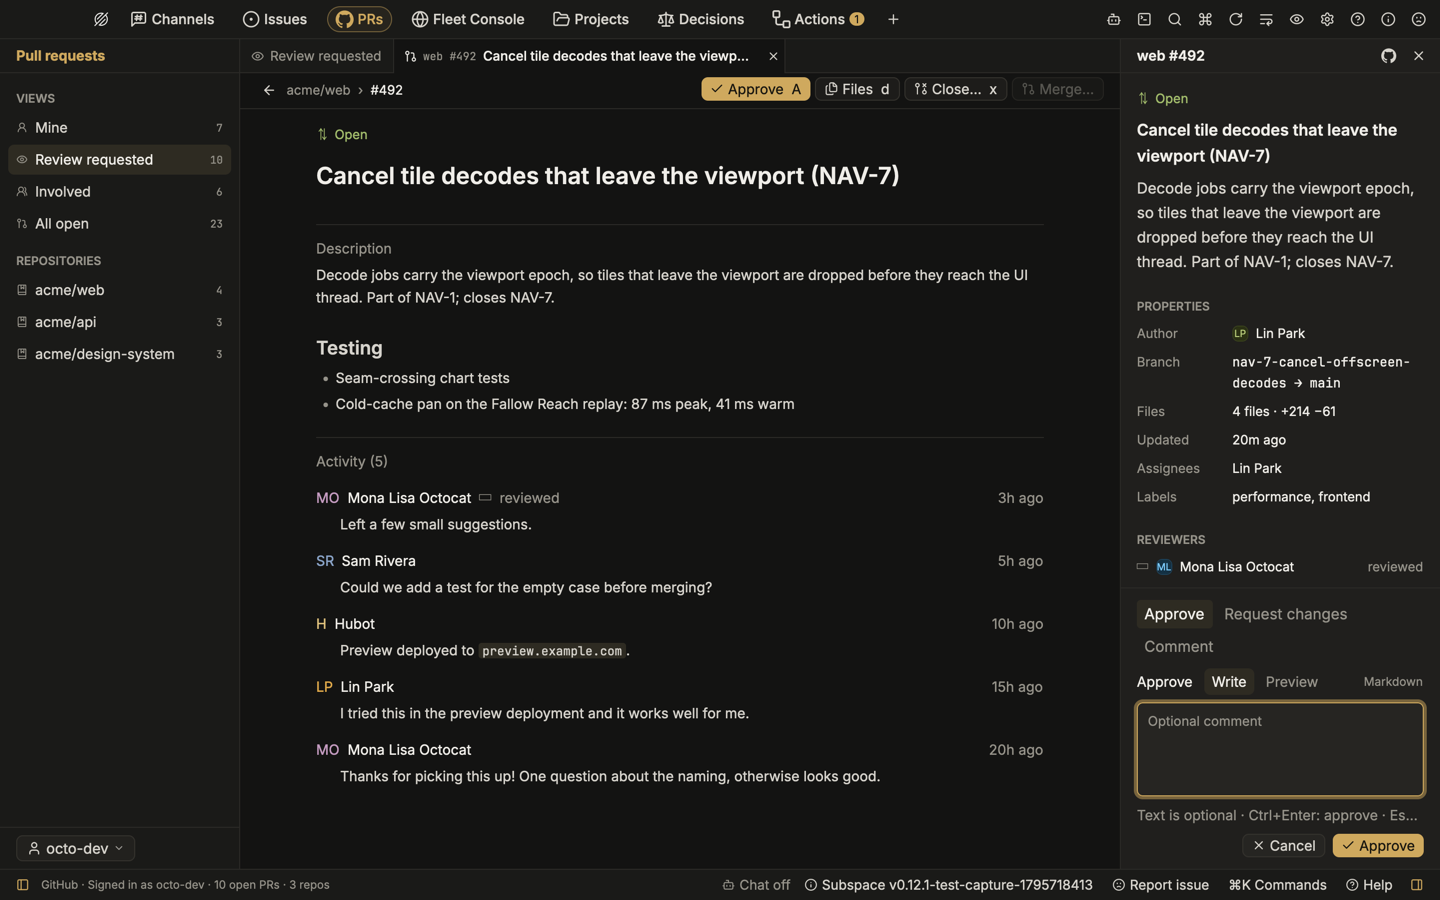 Channels
Issues
PRs
Fleet Console
Projects
Decisions
Actions 1
Pull requests
VIEWS
Mine 7
Review requested 10
Involved 6
All open 23
REPOSITORIES
acme/web 4
acme/api 3
acme/design-system 3
octo-dev
Review requested
web #492 Cancel tile decodes that leave the viewp...
acme/web › #492
Approve A
Files d
Close... x
Merge...
Open
Cancel tile decodes that leave the viewport (NAV-7)
Description
Decode jobs carry the viewport epoch, so tiles that leave the viewport are dropped before they reach the UI
thread. Part of NAV-1; closes NAV-7.
Testing
• Seam-crossing chart tests
• Cold-cache pan on the Fallow Reach replay: 87 ms peak, 41 ms warm
Activity (5)
MO Mona Lisa Octocat reviewed 3h ago
Left a few small suggestions.
SR Sam Rivera 5h ago
Could we add a test for the empty case before merging?
H Hubot 10h ago
Preview deployed to preview.example.com.
LP Lin Park 15h ago
I tried this in the preview deployment and it works well for me.
MO Mona Lisa Octocat 20h ago
Thanks for picking this up! One question about the naming, otherwise looks good.
web #492
Open
Cancel tile decodes that leave the
viewport (NAV-7)
Decode jobs carry the viewport epoch,
so tiles that leave the viewport are
dropped before they reach the UI
thread. Part of NAV-1; closes NAV-7.
PROPERTIES
Author LP Lin Park
Branch nav-7-cancel-offscreen-
decodes → main
Files 4 files · +214 −61
Updated 20m ago
Assignees Lin Park
Labels performance, frontend
REVIEWERS
ML Mona Lisa Octocat reviewed
Approve Request changes
Comment
Approve Write Preview Markdown
Optional comment
Text is optional · Ctrl+Enter: approve · Es...
Cancel
Approve
GitHub · Signed in as octo-dev · 10 open PRs · 3 repos
Chat off
Subspace v0.12.1-test-capture-1795718413
Report issue
⌘K Commands
Help